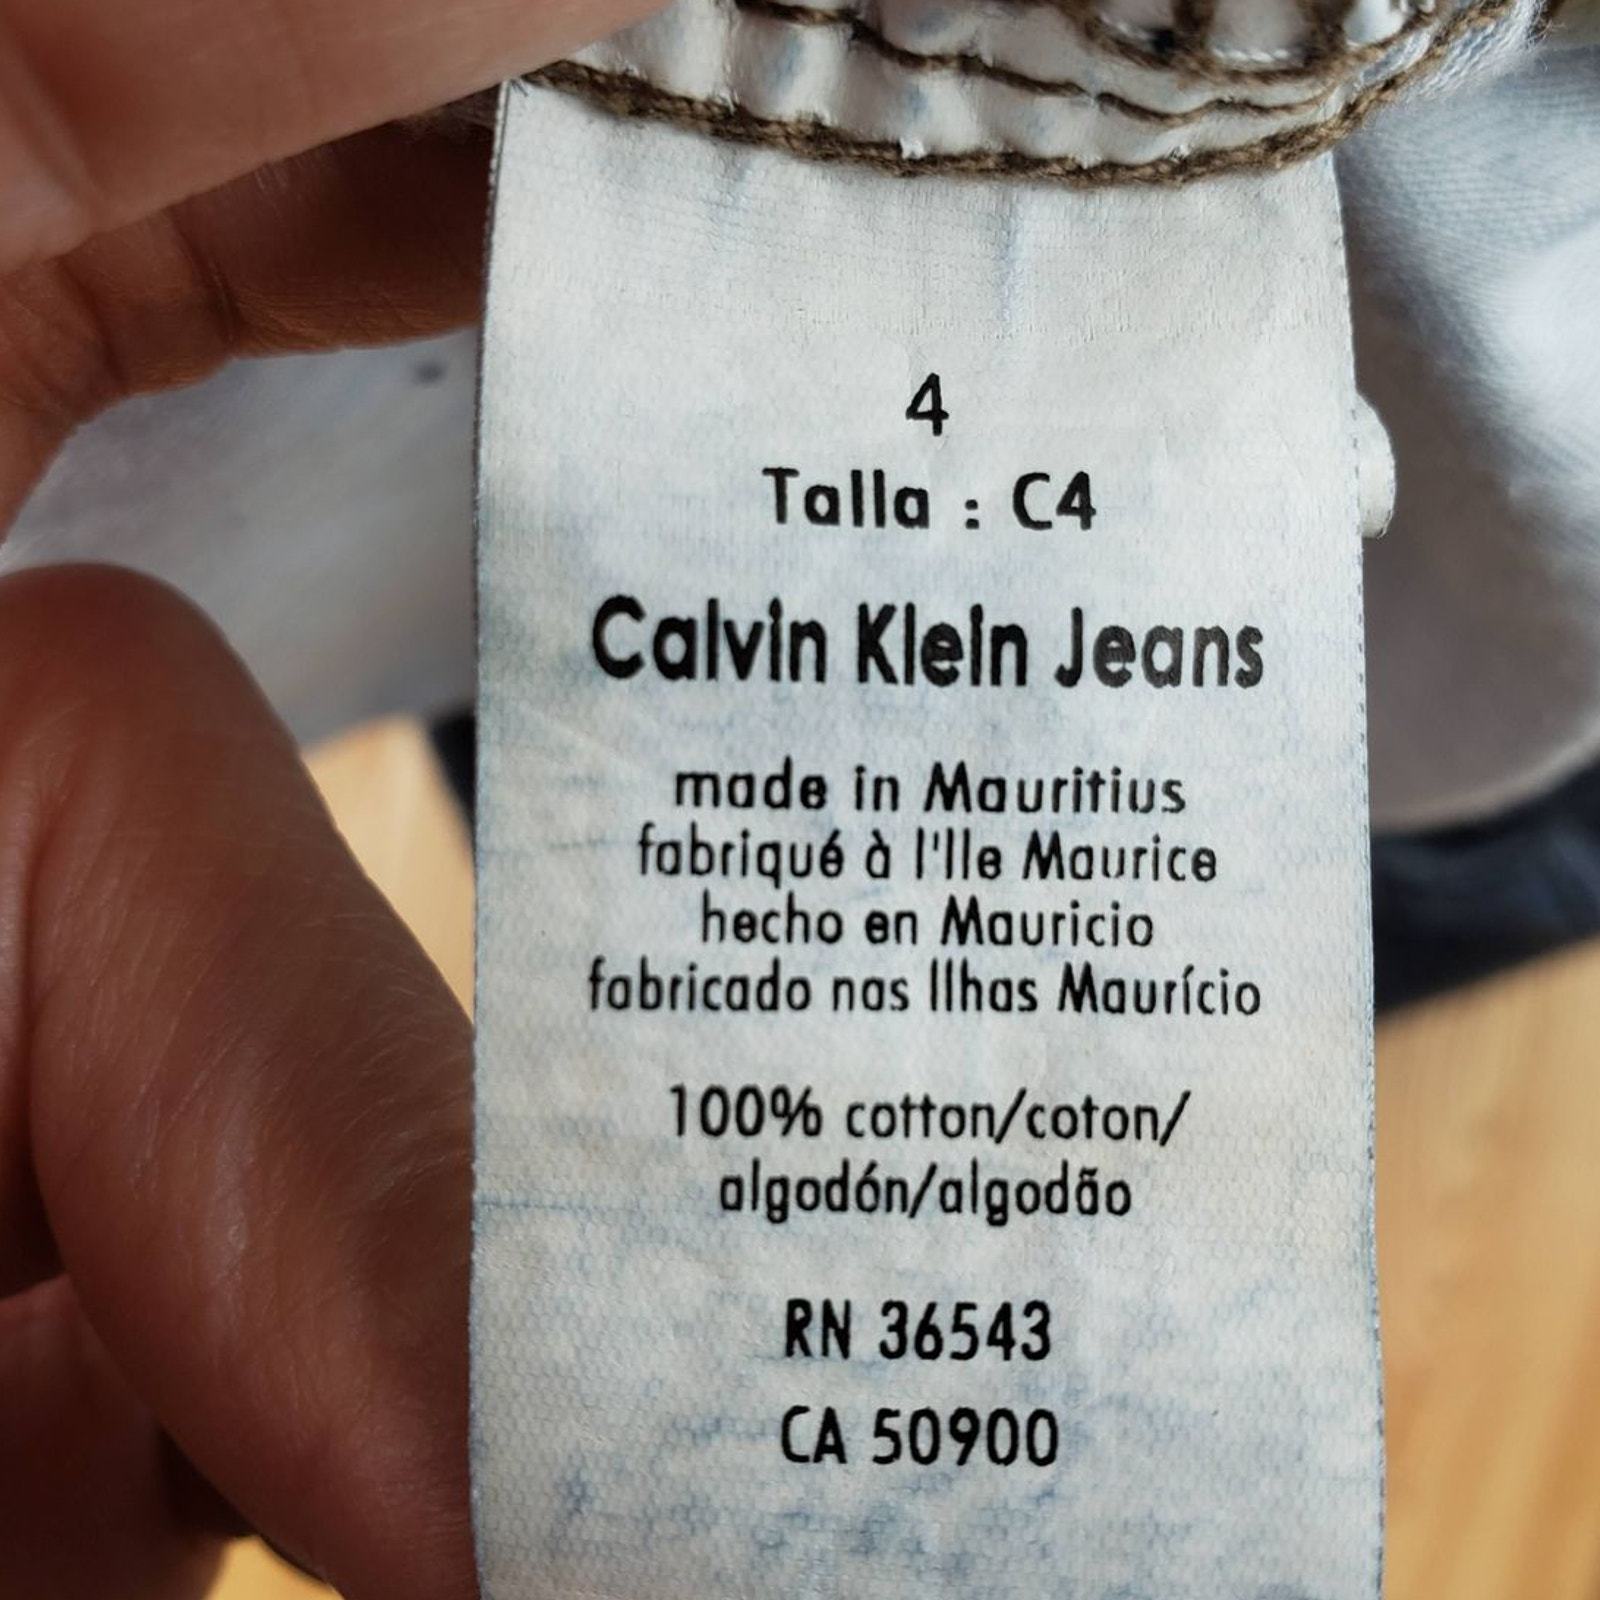 4
Talla : C4
Calvin Klein Jeans
made in Mauritius
fabriqué à l'Ile Maurice
hecho en Mauricio
fabricado nas Ilhas Maurício
100% cotton/coton/
algodón/algodão
RN 36543
CA 50900